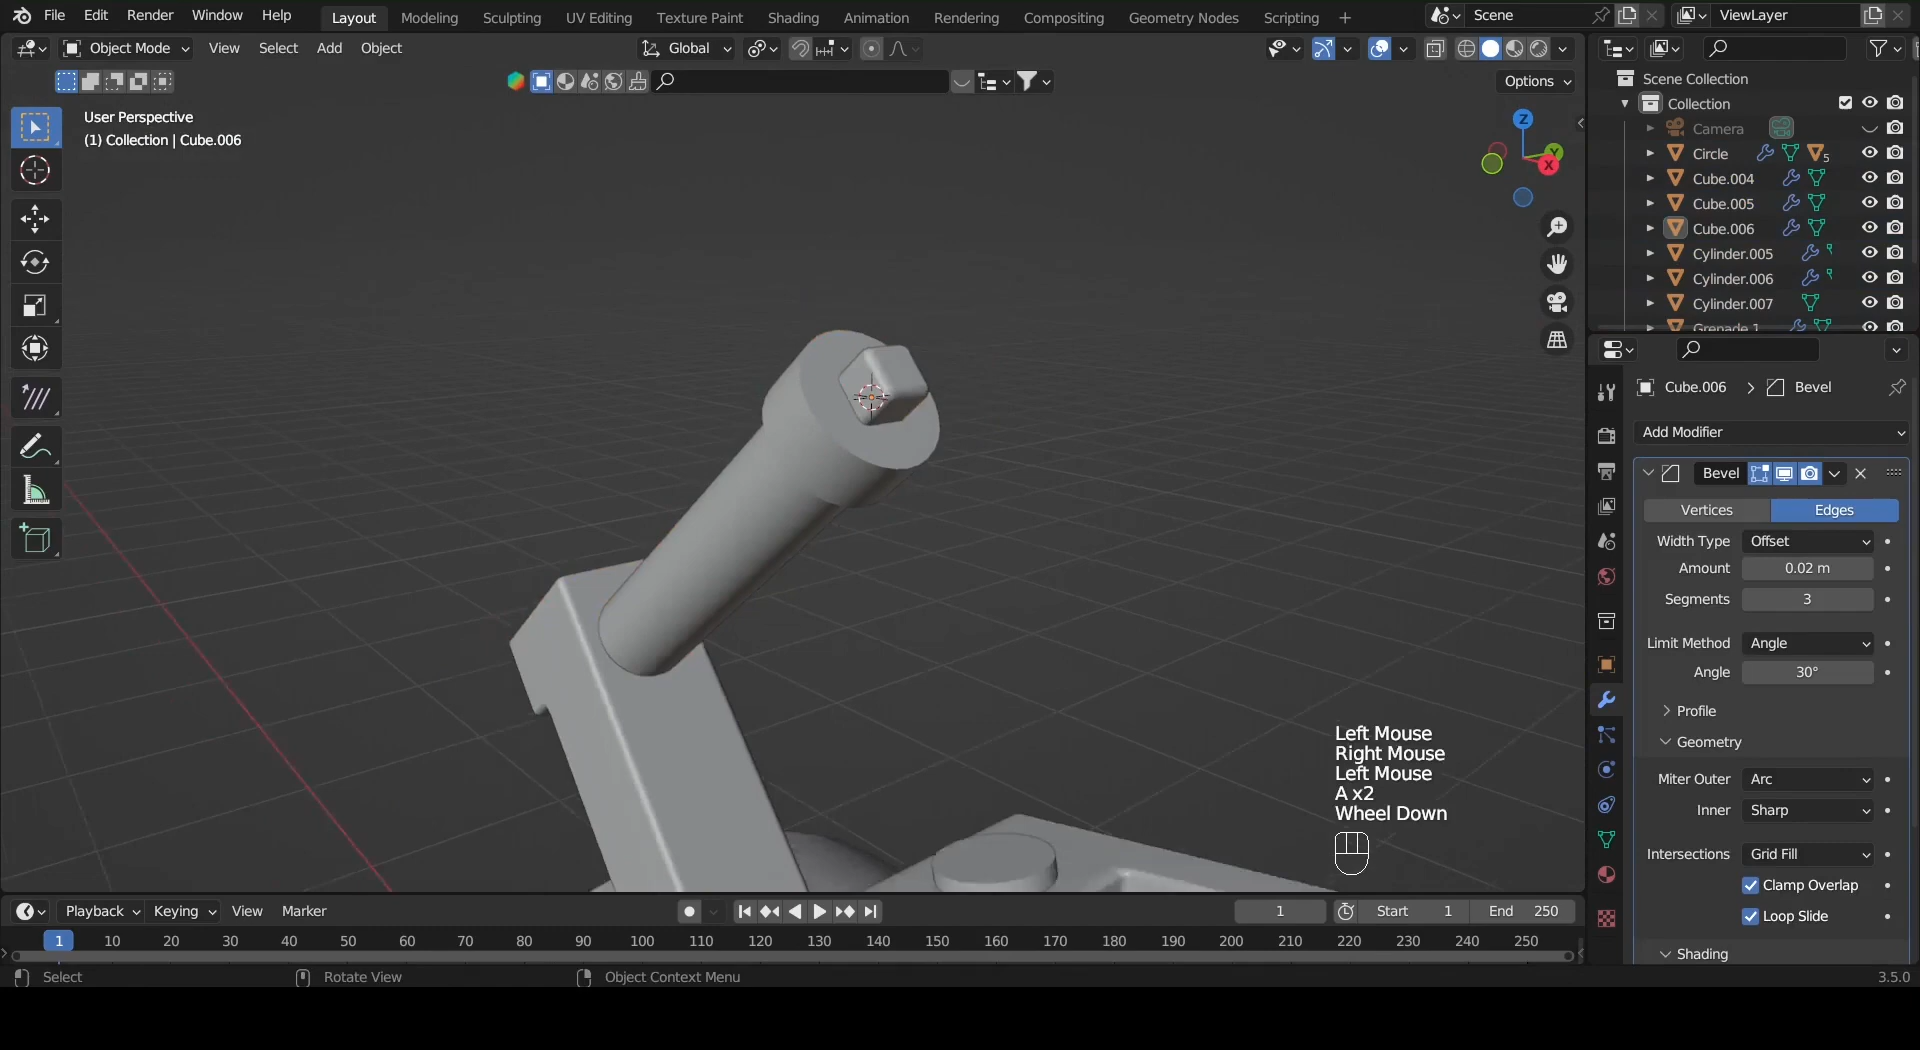 File Edit Render Window Help Layout Modeling Sculpting UV Editing Texture Paint Shading Animation Rendering Compositing Geometry Nodes Scripting + Scene ViewLayer
Object Mode View Select Add Object Global
Options
User Perspective
(1) Collection | Cube.006
Z
Y
X
Left Mouse
Right Mouse
Left Mouse
A x2
Wheel Down
Scene Collection
Collection
Camera
Circle 5
Cube.004
Cube.005
Cube.006
Cylinder.005
Cylinder.006
Cylinder.007
Grenade 1
Cube.006 > Bevel
Add Modifier
Bevel
Vertices Edges
Width Type Offset
Amount 0.02 m
Segments 3
Limit Method Angle
Angle 30°
Profile
Geometry
Miter Outer Arc
Inner Sharp
Intersections Grid Fill
Clamp Overlap
Loop Slide
Shading
Playback Keying View Marker 1 Start 1 End 250
1 10 20 30 40 50 60 70 80 90 100 110 120 130 140 150 160 170 180 190 200 210 220 230 240 250
Select Rotate View Object Context Menu 3.5.0